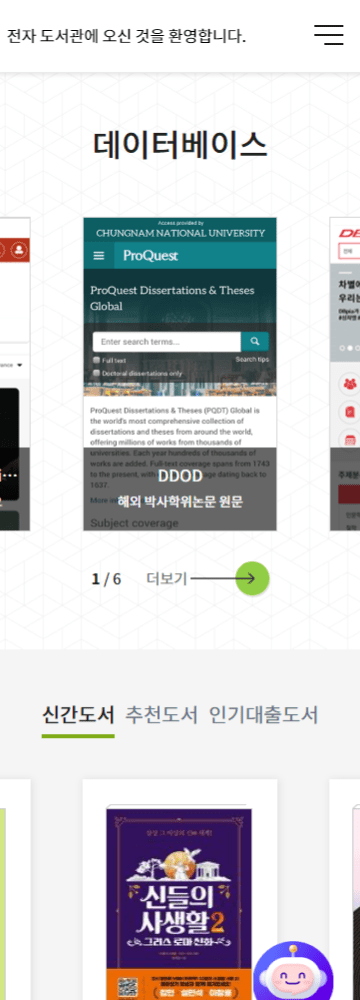 전자 도서관에 오신 것을 환영합니다.
데이터베이스
Access provided by
CHUNGNAM NATIONAL UNIVERSITY
ProQuest
ProQuest Dissertations & Theses
Global
Enter search terms...
Full text
Search tips
Doctoral dissertations only
ProQuest Dissertations & Theses (PQDT) Global is
the world's most comprehensive collection of
dissertations and theses from around the world,
offering millions of works from thousands of
universities. Each year hundreds of thousands of
works are added. Full-text coverage spans from 1743
to the present, with
age dating back to
1637.
DDOD
해외 박사학위논문 원문
Subject coverage
1 / 6
더보기
신간도서 추천도서 인기대출도서
신들의
사생활2
그리스 로마 신화